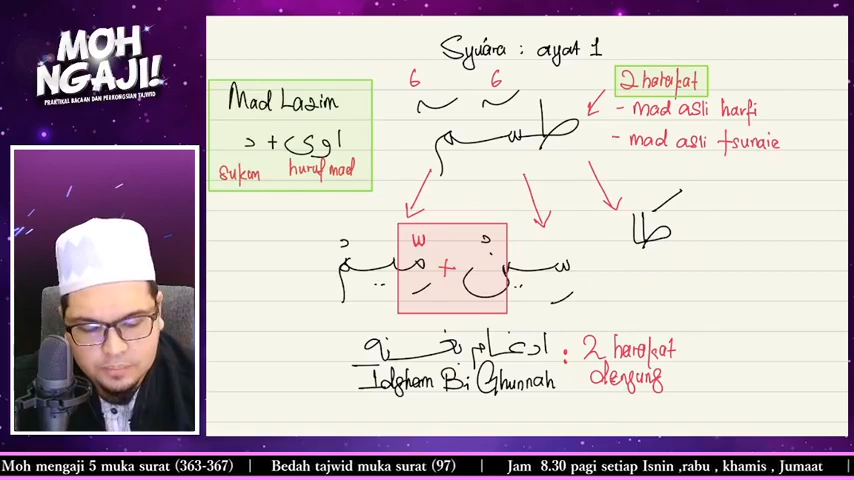 MOH
NGAJI!
PRAKTIKAL BACAAN DAN PERKONGSIAN TAJWID
Syuara : ayat 1
6 6
طسم
2 harakat
- mad asli harfi
- mad asli tsunaie
Mad Lazim
اوي + د
sukun huruf mad
طا
سين + ميم
ادغام بغنه
Idgham Bi Ghunnah
: 2 harakat
dengung
Moh mengaji 5 muka surat (363-367) | Bedah tajwid muka surat (97) | Jam 8.30 pagi setiap Isnin ,rabu , khamis , Jumaat |